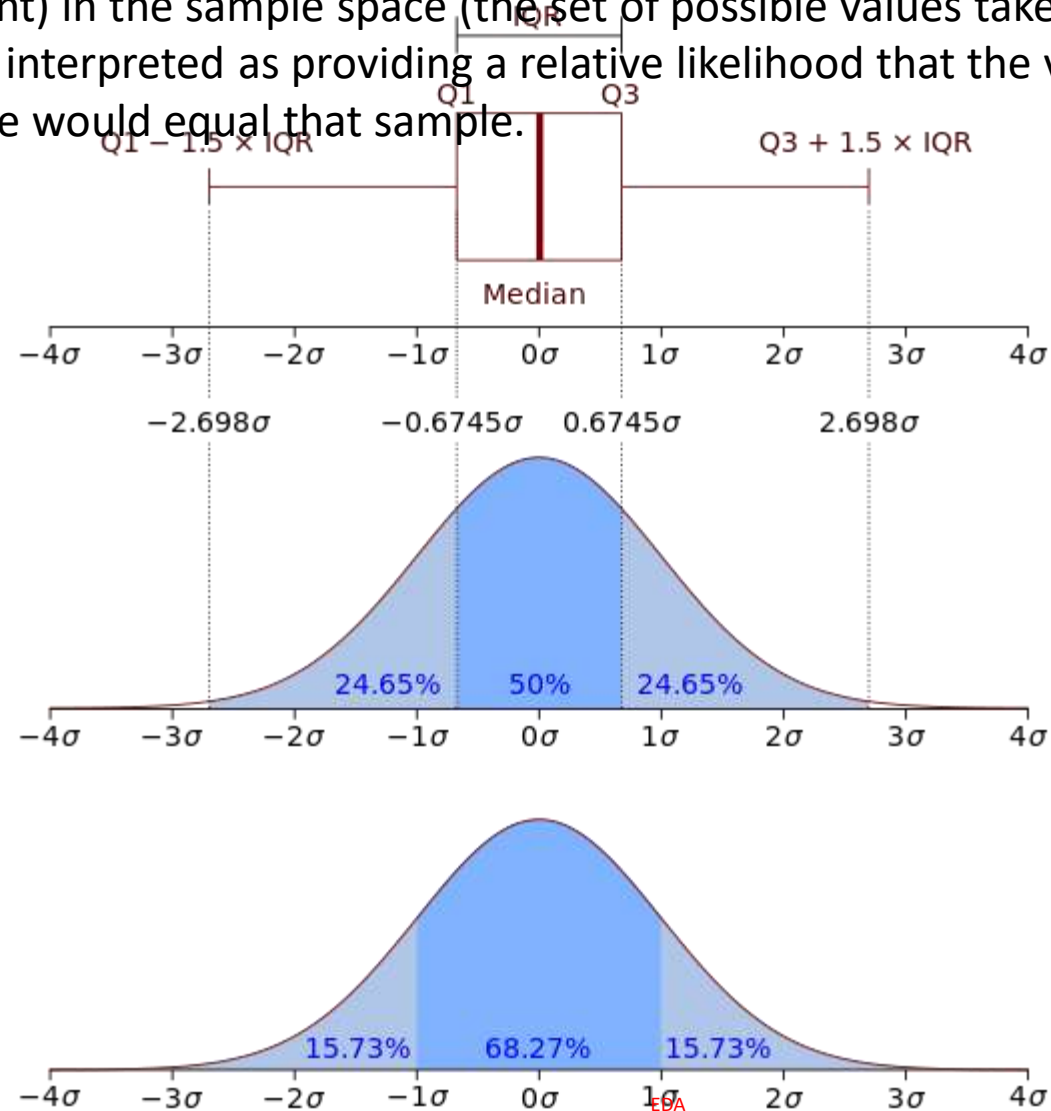 nt) in the sample space (the set of possible values take
IQR
interpreted as providing a relative likelihood that the v
Q1 Q3
e would equal that sample.
Q1 − 1.5 × IQR Q3 + 1.5 × IQR
Median
−4σ −3σ −2σ −1σ 0σ 1σ 2σ 3σ 4σ
−2.698σ −0.6745σ 0.6745σ 2.698σ
24.65% 50% 24.65%
−4σ −3σ −2σ −1σ 0σ 1σ 2σ 3σ 4σ
15.73% 68.27% 15.73%
−4σ −3σ −2σ −1σ 0σ 1σ 2σ 3σ 4σ
EDA